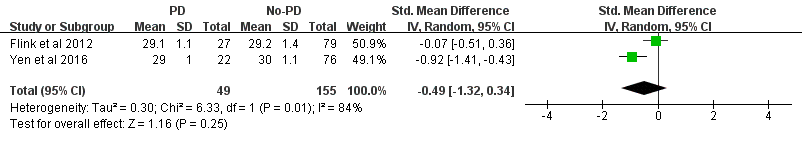 PD No-PD Std. Mean Difference Std. Mean Difference
Study or Subgroup Mean SD Total Mean SD Total Weight IV, Random, 95% CI IV, Random, 95% CI
Flink et al 2012 29.1 1.1 27 29.2 1.4 79 50.9% -0.07 [-0.51, 0.36]
Yen et al 2016 29 1 22 30 1.1 76 49.1% -0.92 [-1.41, -0.43]
Total (95% CI) 49 155 100.0% -0.49 [-1.32, 0.34]
Heterogeneity: Tau² = 0.30; Chi² = 6.33, df = 1 (P = 0.01); I² = 84%
Test for overall effect: Z = 1.16 (P = 0.25)
-4 -2 0 2 4